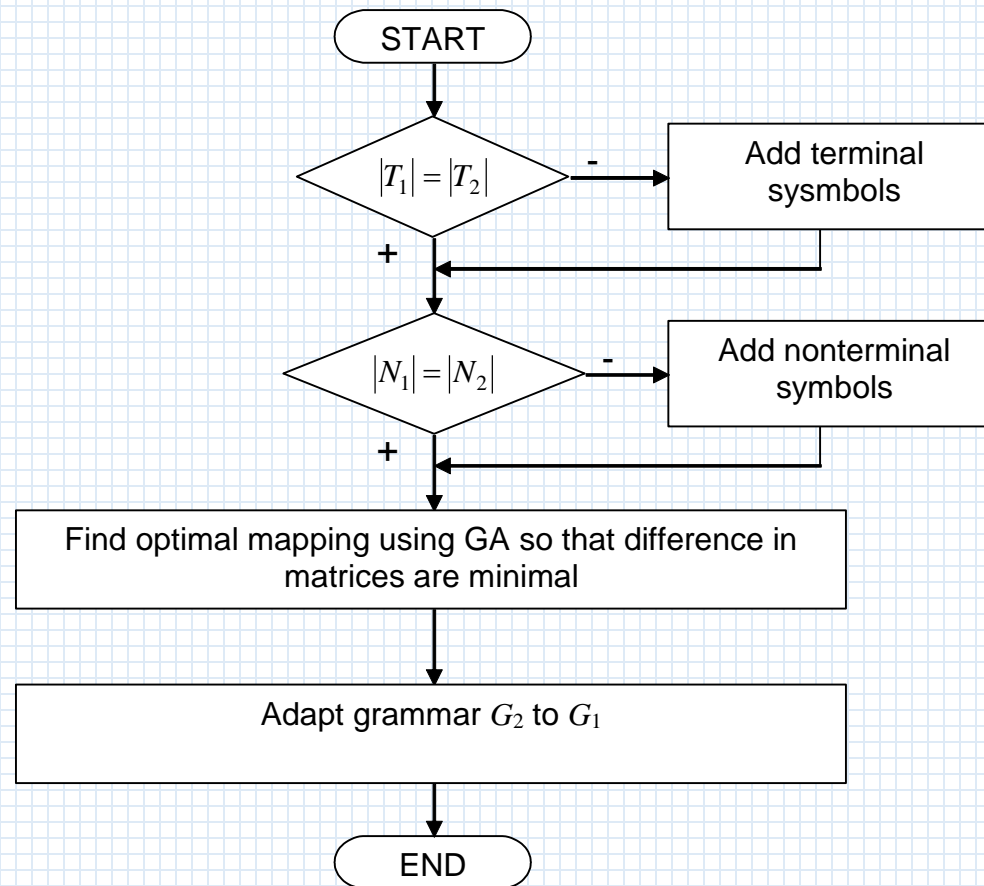 START
|T₁| = |T₂|
-
Add terminal
sysmbols
+
|N₁| = |N₂|
-
Add nonterminal
symbols
+
Find optimal mapping using GA so that difference in
matrices are minimal
Adapt grammar G₂ to G₁
END